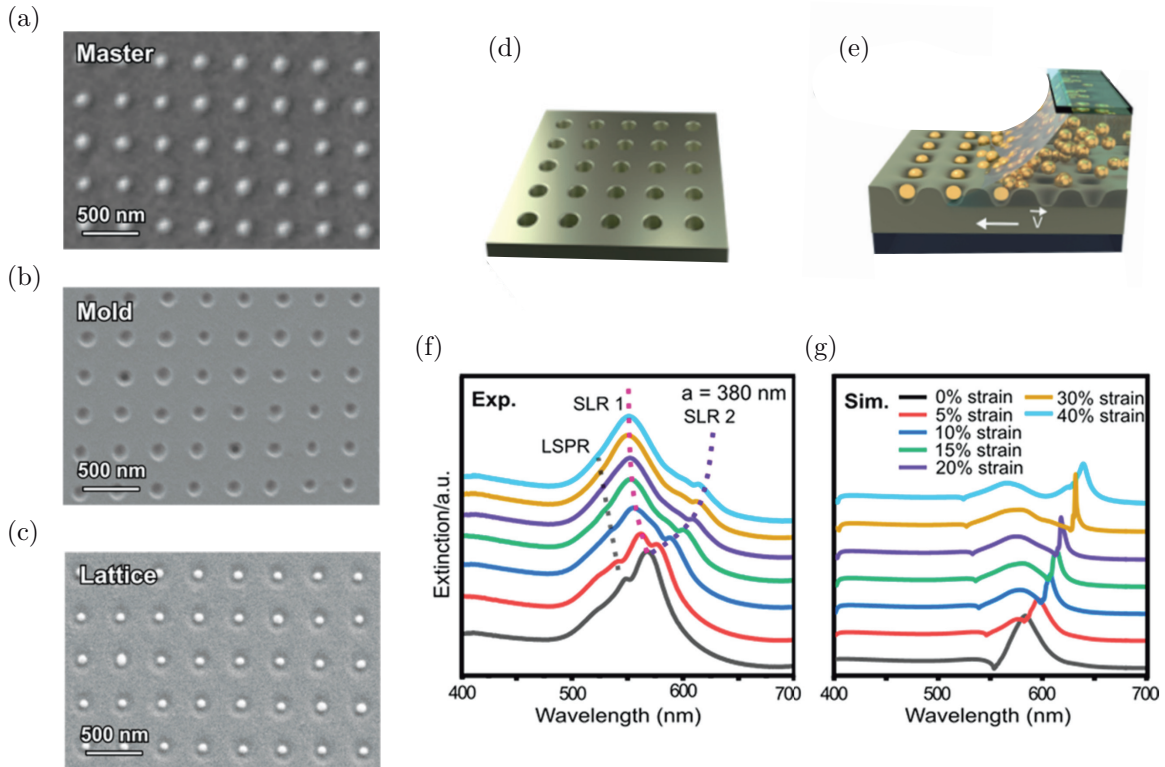 (a)
Master
500 nm
(b)
Mold
500 nm
(c)
Lattice
500 nm
(d)
(e)
V
(f)
Exp.
SLR 1
a = 380 nm
SLR 2
LSPR
Extinction/a.u.
400
500
600
700
Wavelength (nm)
(g)
Sim.
0% strain
5% strain
10% strain
15% strain
20% strain
30% strain
40% strain
400
500
600
700
Wavelength (nm)